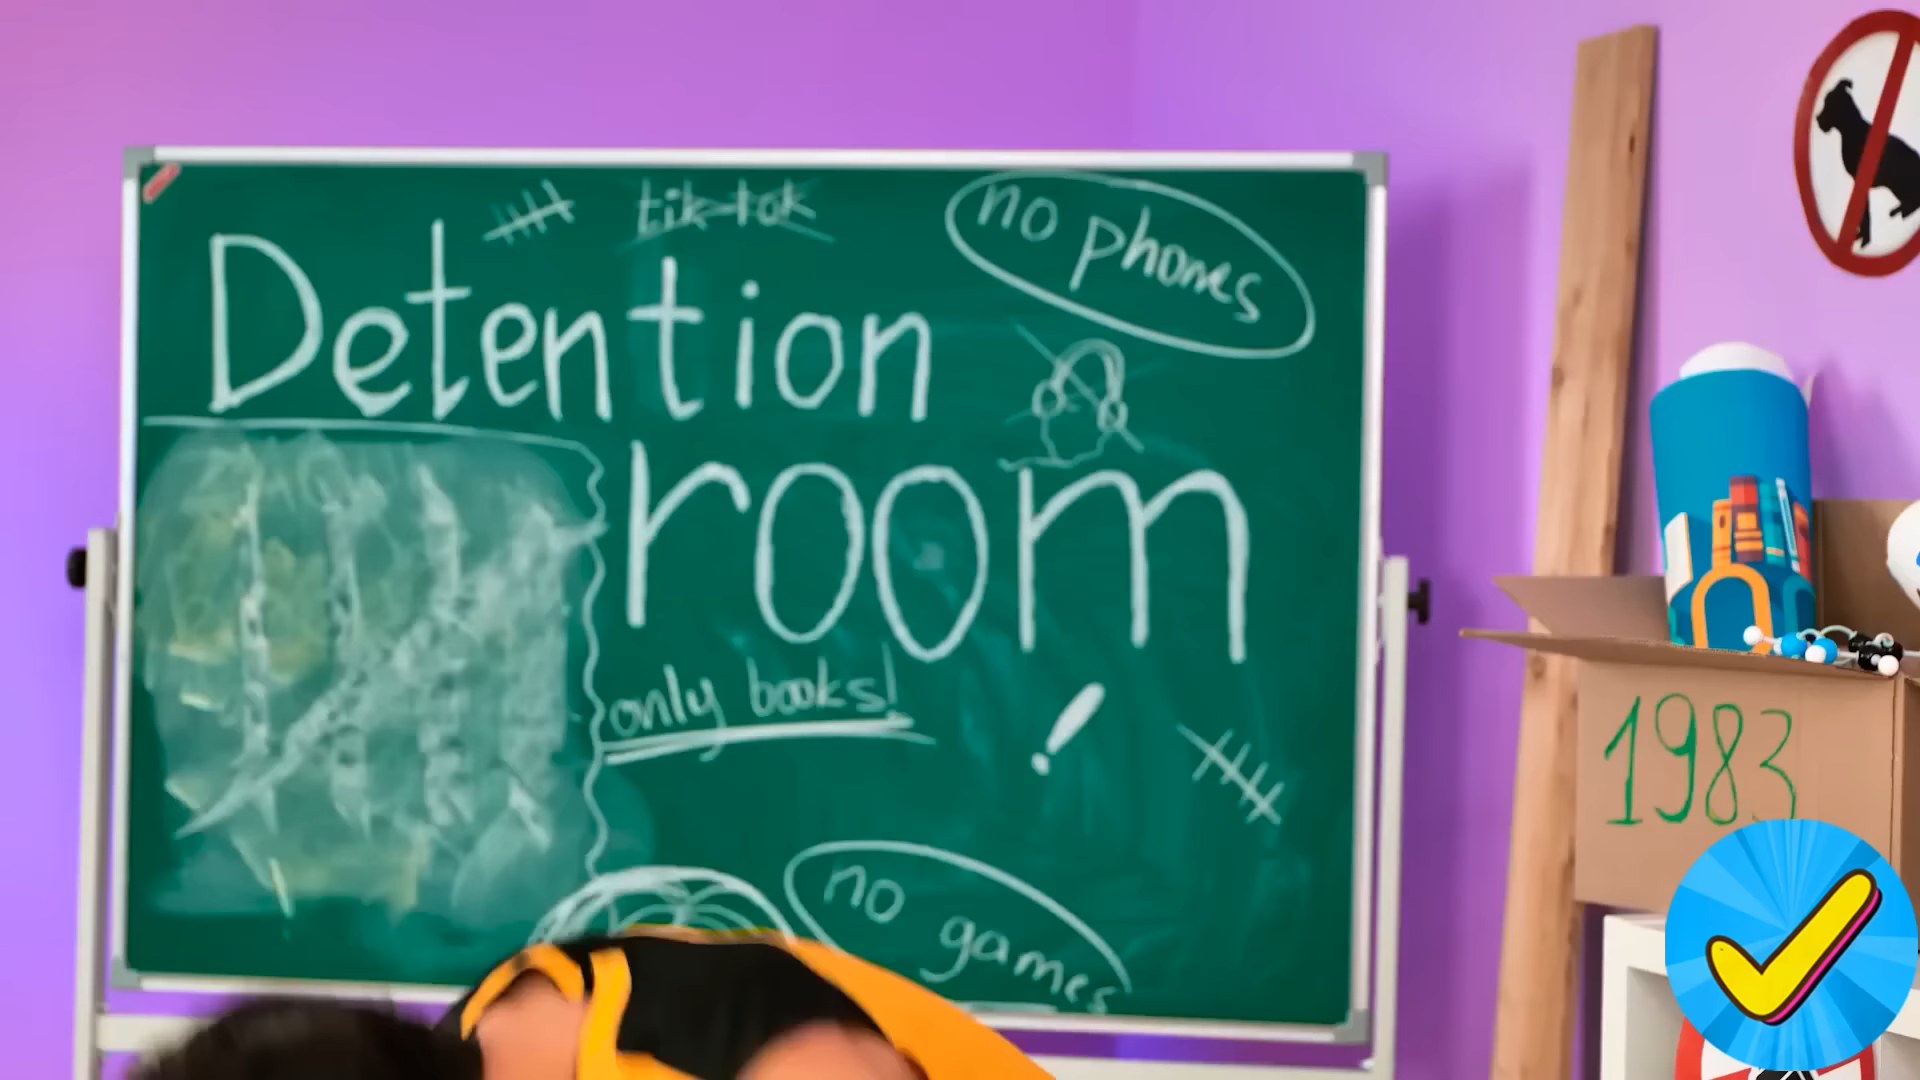 tik-tok
no phones
Detention
room
only books!
!
no games
1983